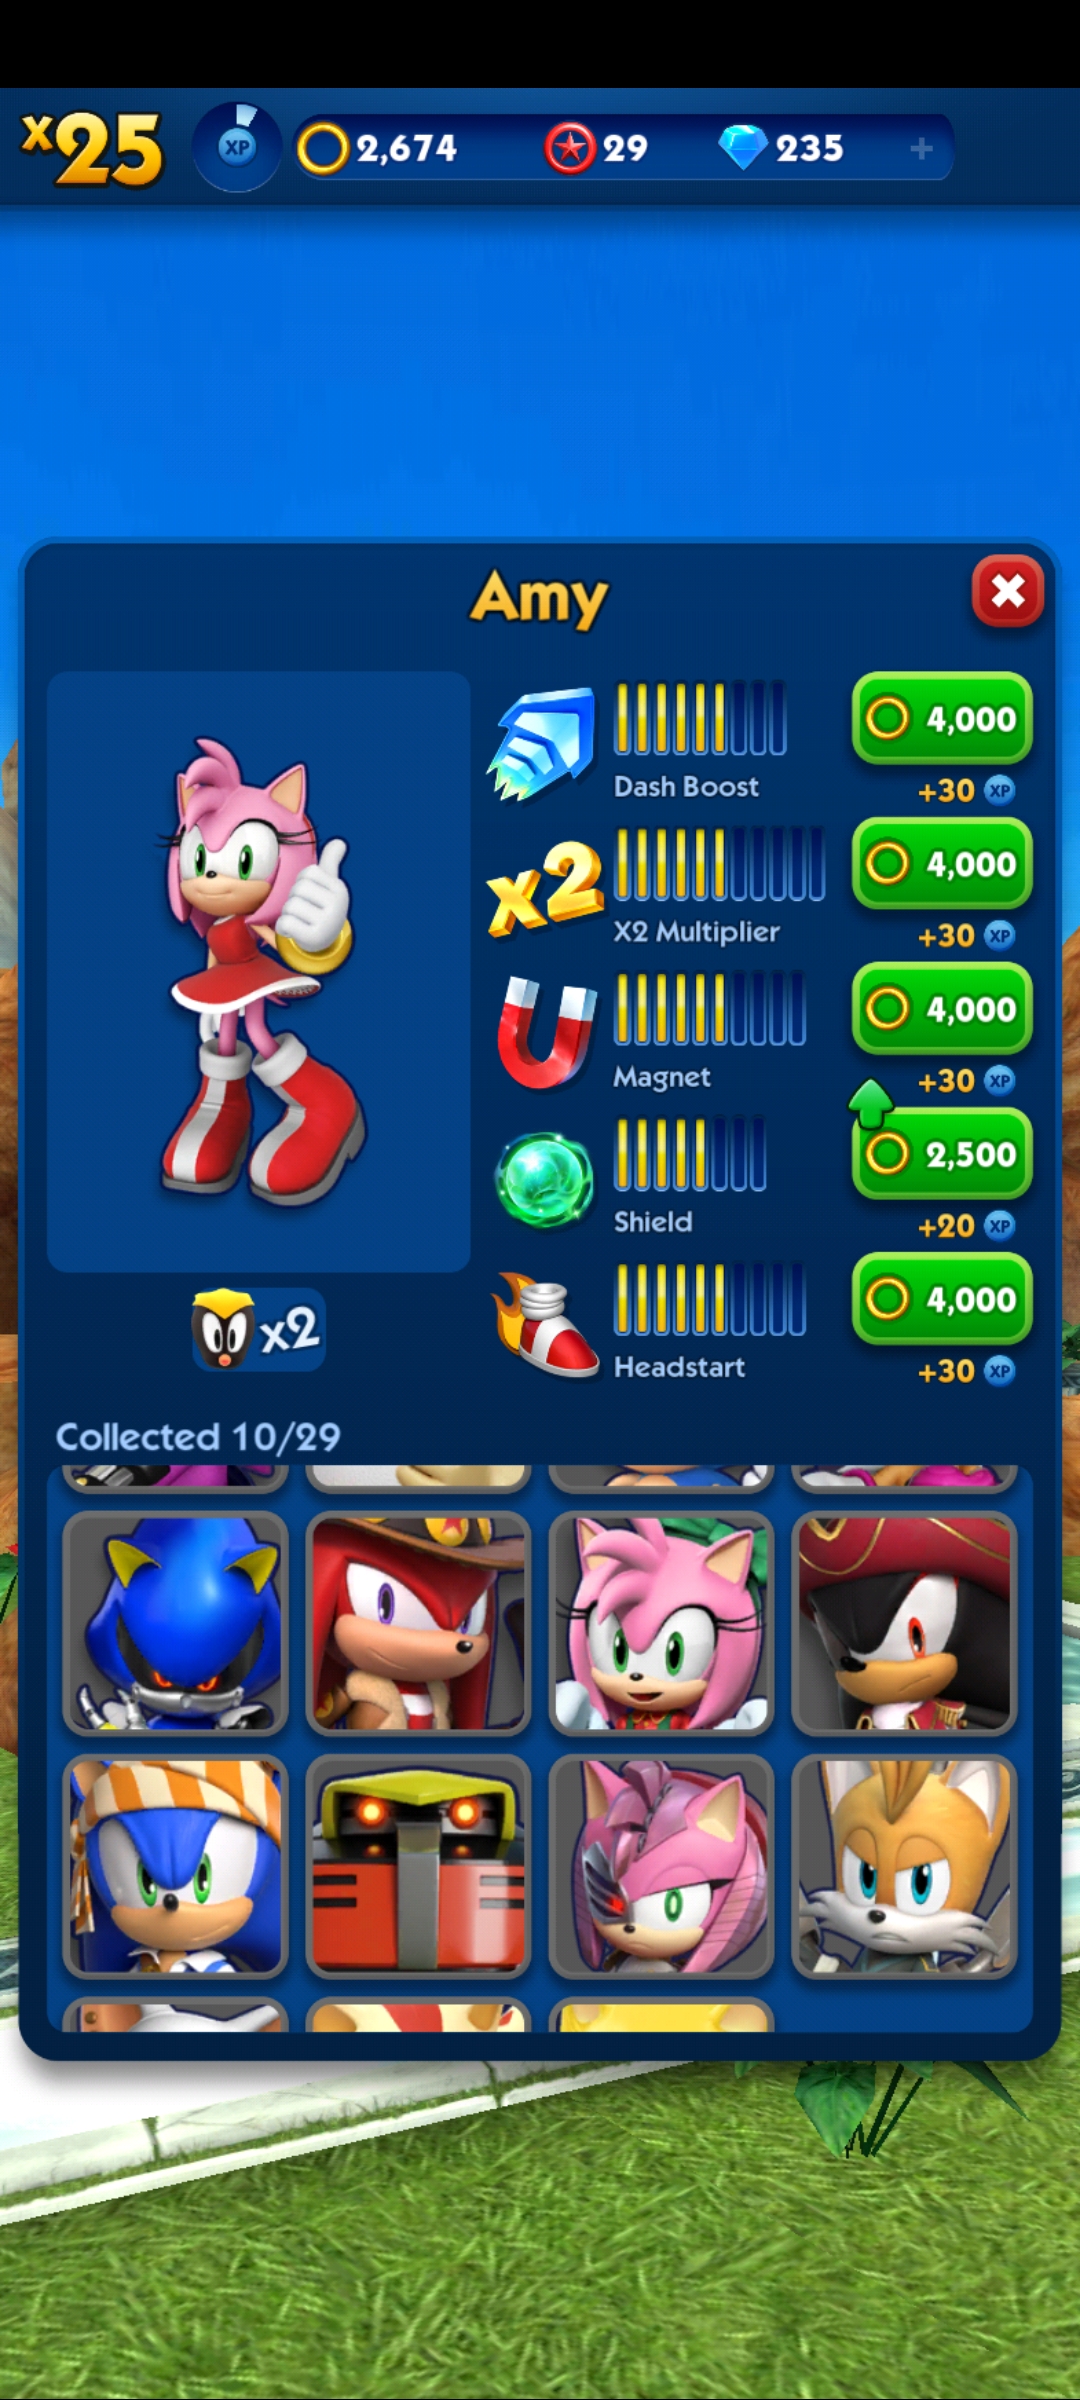 x25
XP
2,674
29
235
+
Amy
4,000
Dash Boost
+30 XP
x2
4,000
X2 Multiplier
+30 XP
4,000
Magnet
+30 XP
2,500
Shield
+20 XP
4,000
Headstart
+30 XP
x2
Collected 10/29